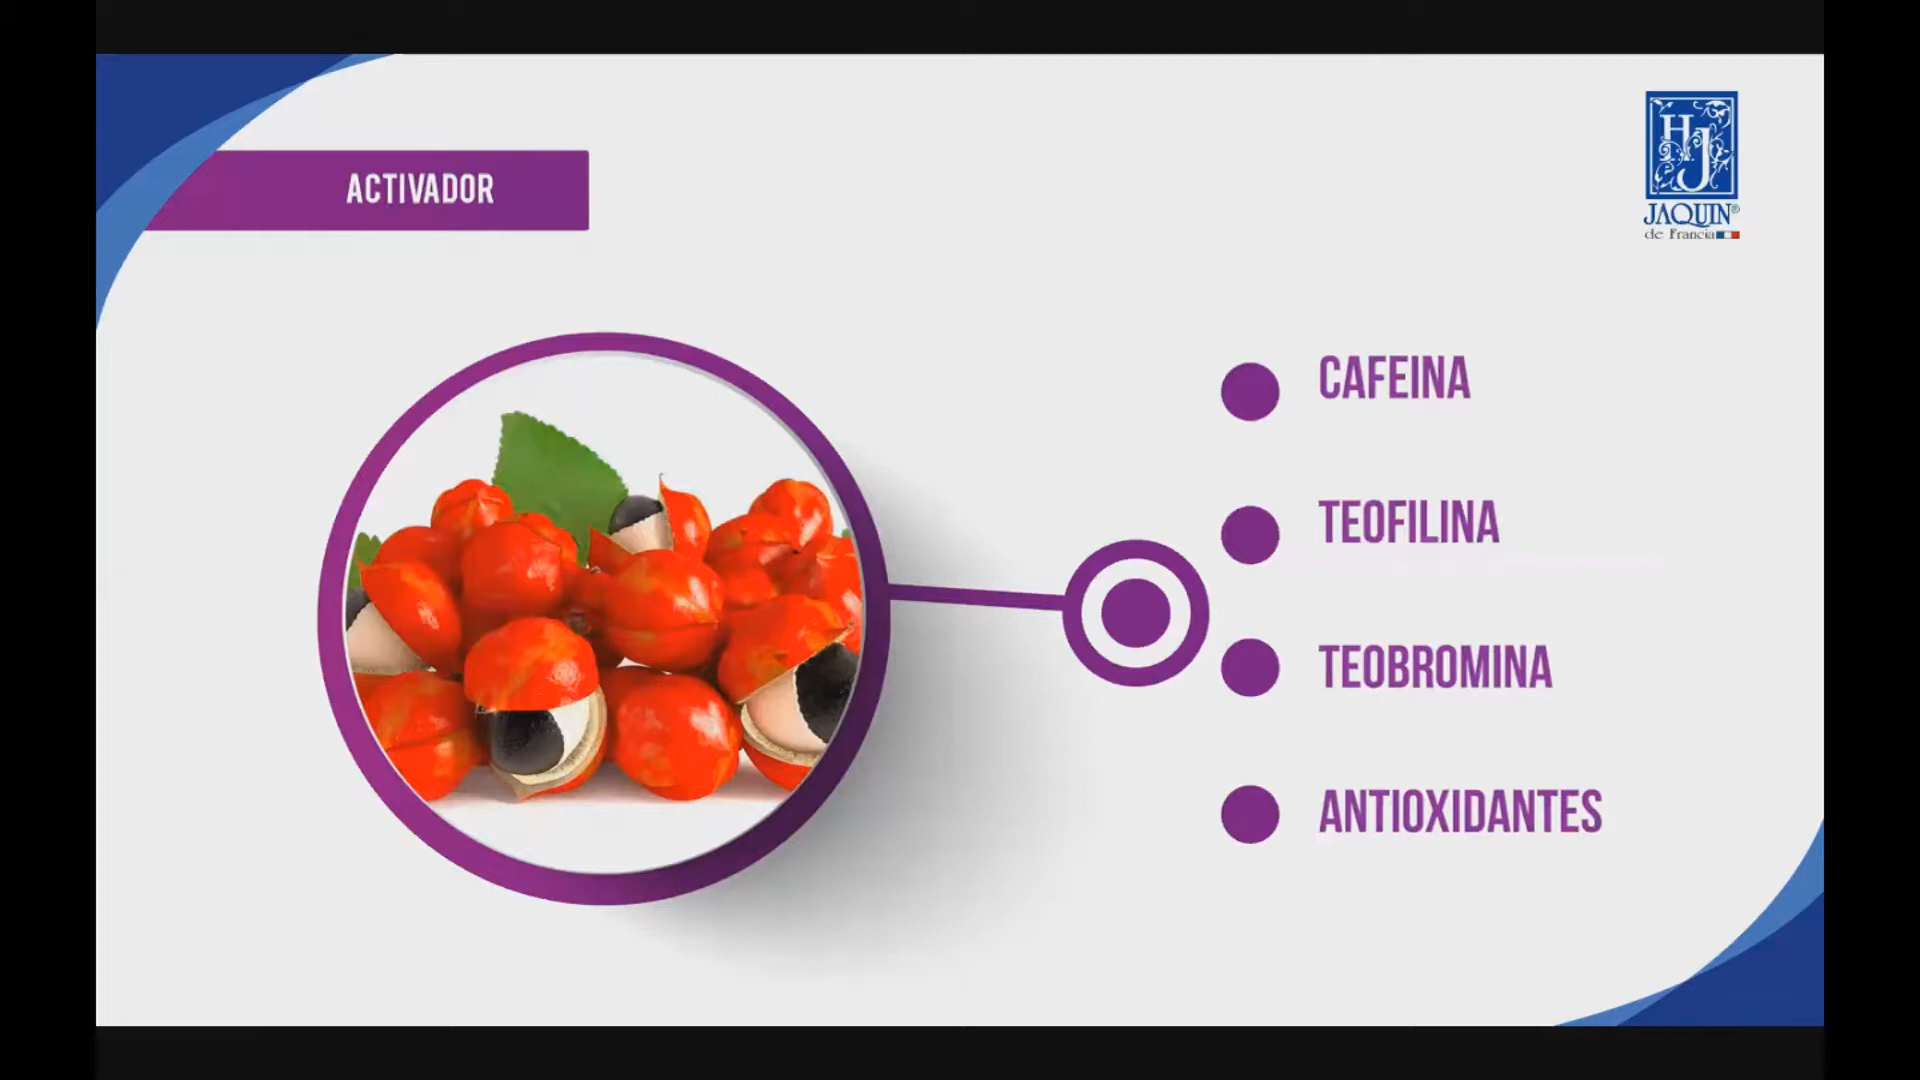 ACTIVADOR
HJ
JAQUIN®
de Francia
CAFEINA
TEOFILINA
TEOBROMINA
ANTIOXIDANTES